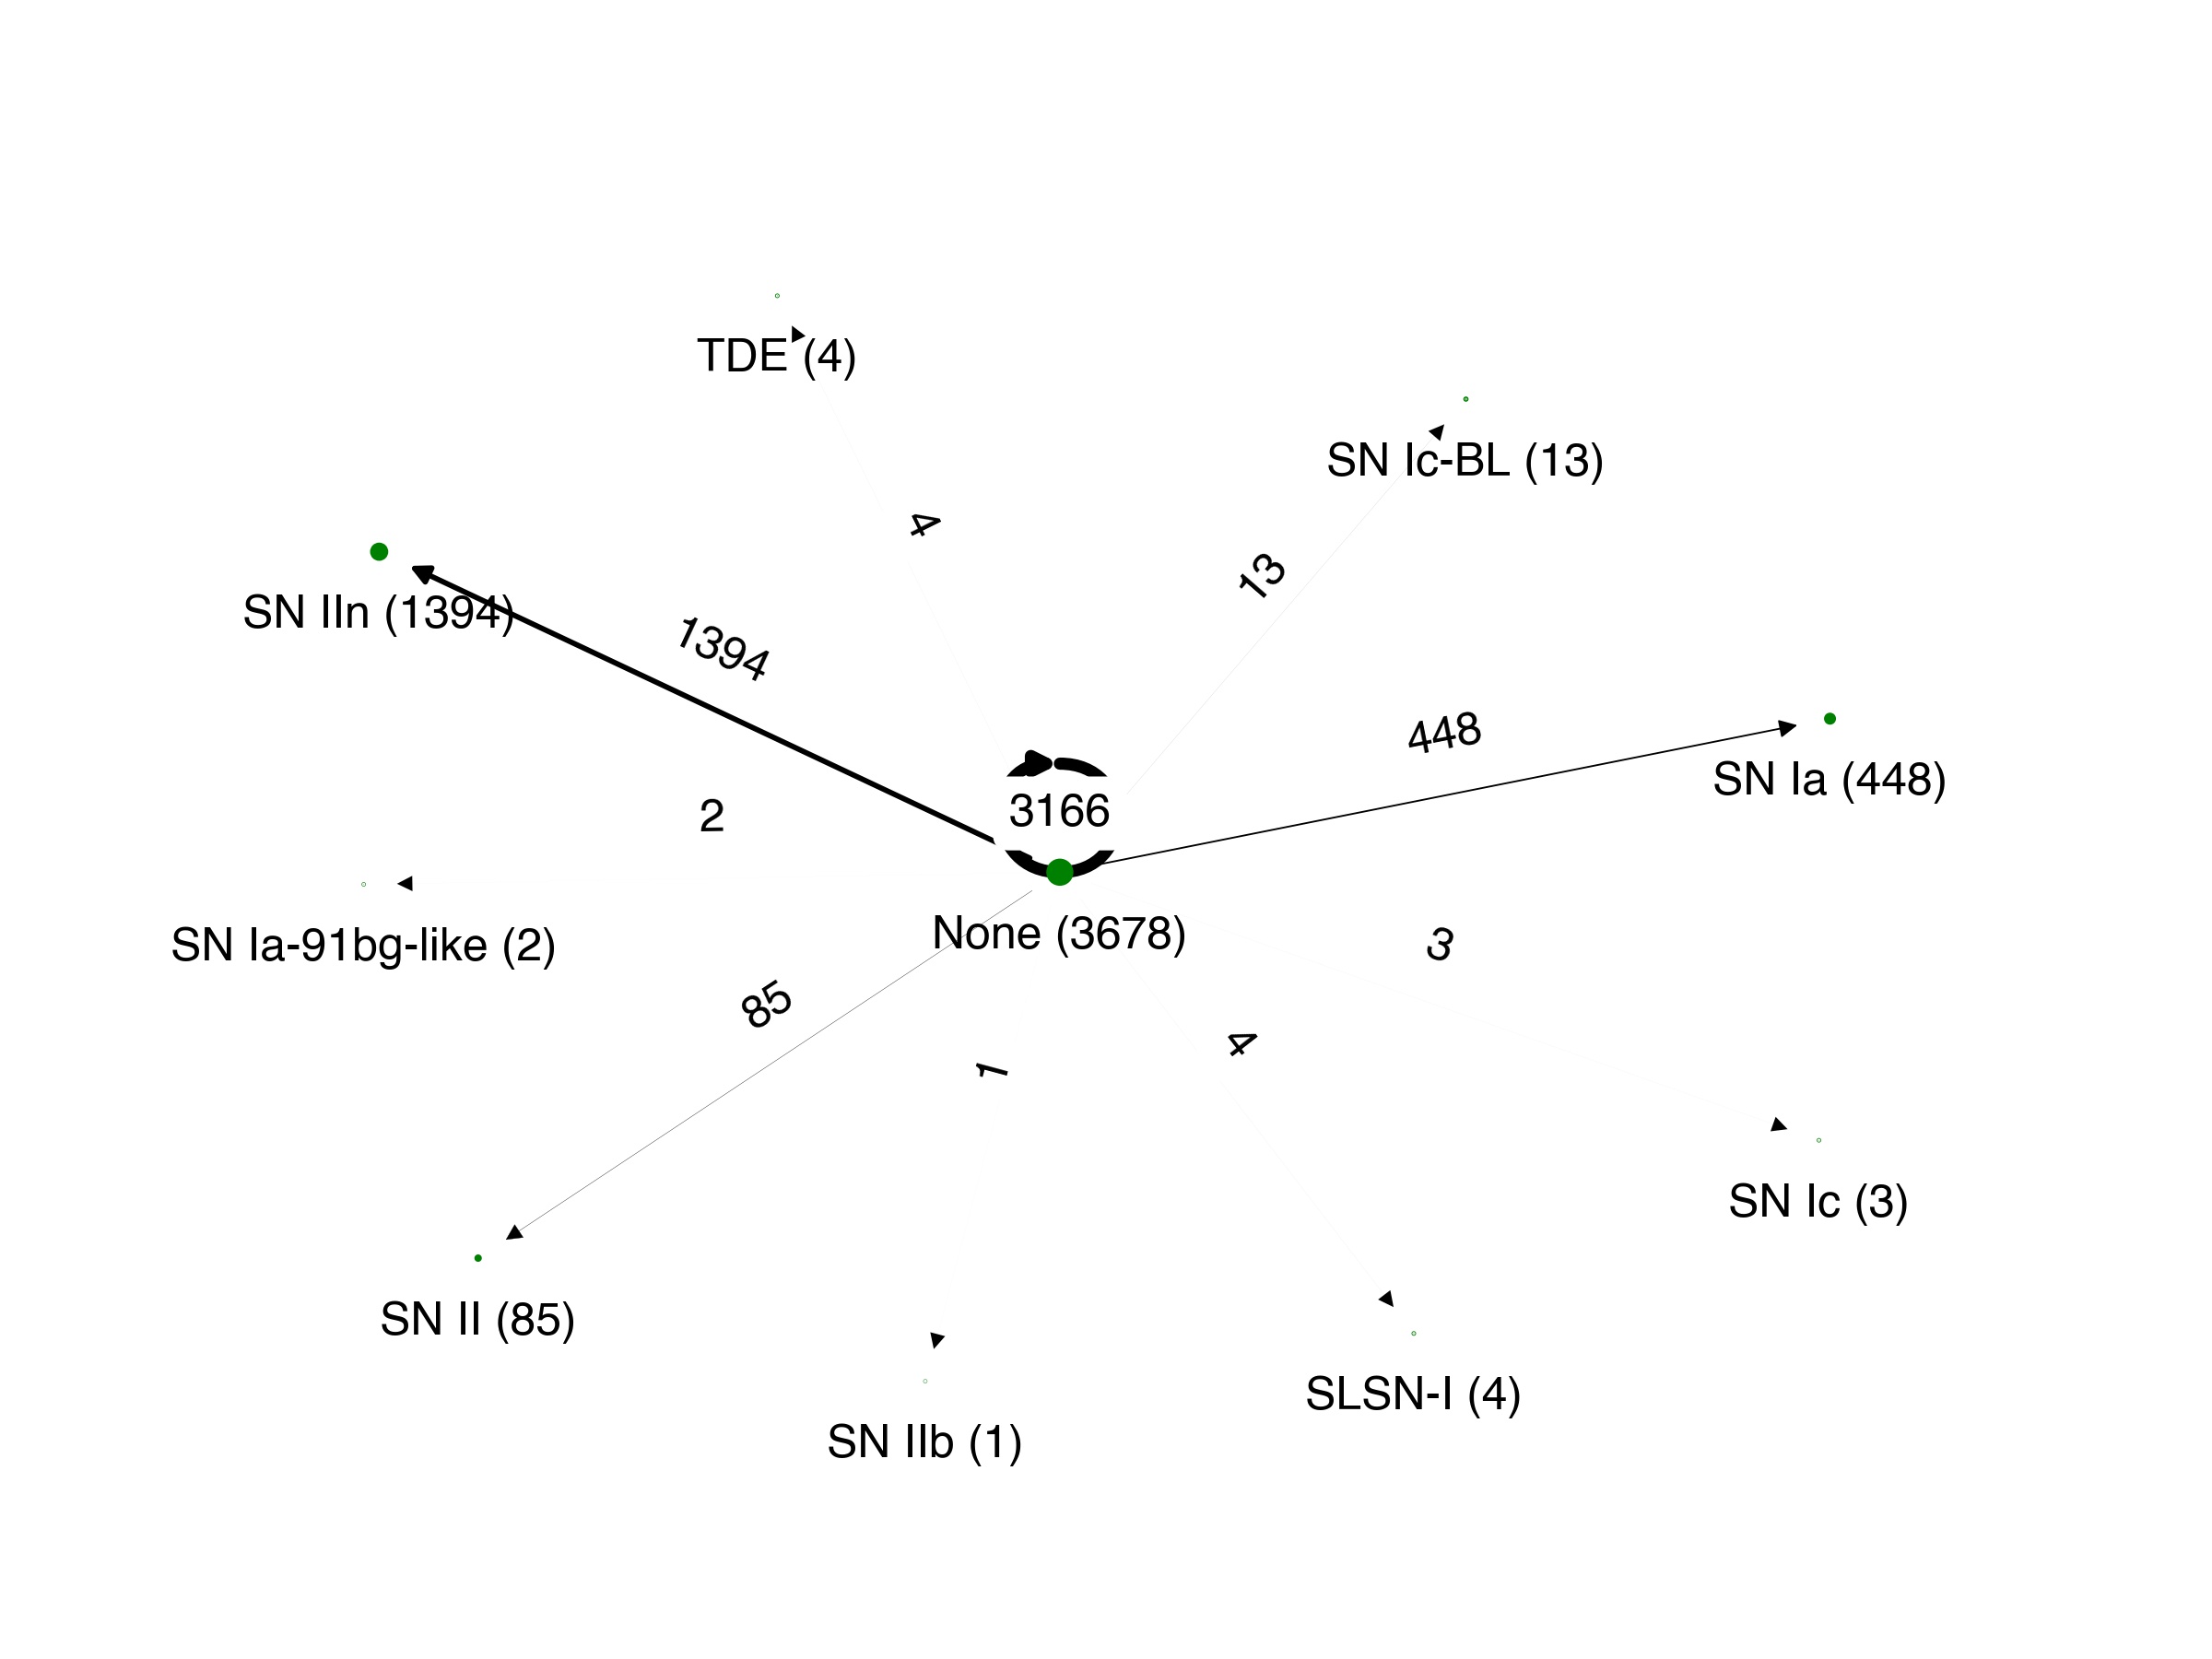 TDE (4)
SN Ic-BL (13)
4
13
SN IIn (1394)
1394
448
SN Ia (448)
3166
2
None (3678)
3
SN Ia-91bg-like (2)
85
4
1
SN Ic (3)
SN II (85)
SLSN-I (4)
SN IIb (1)